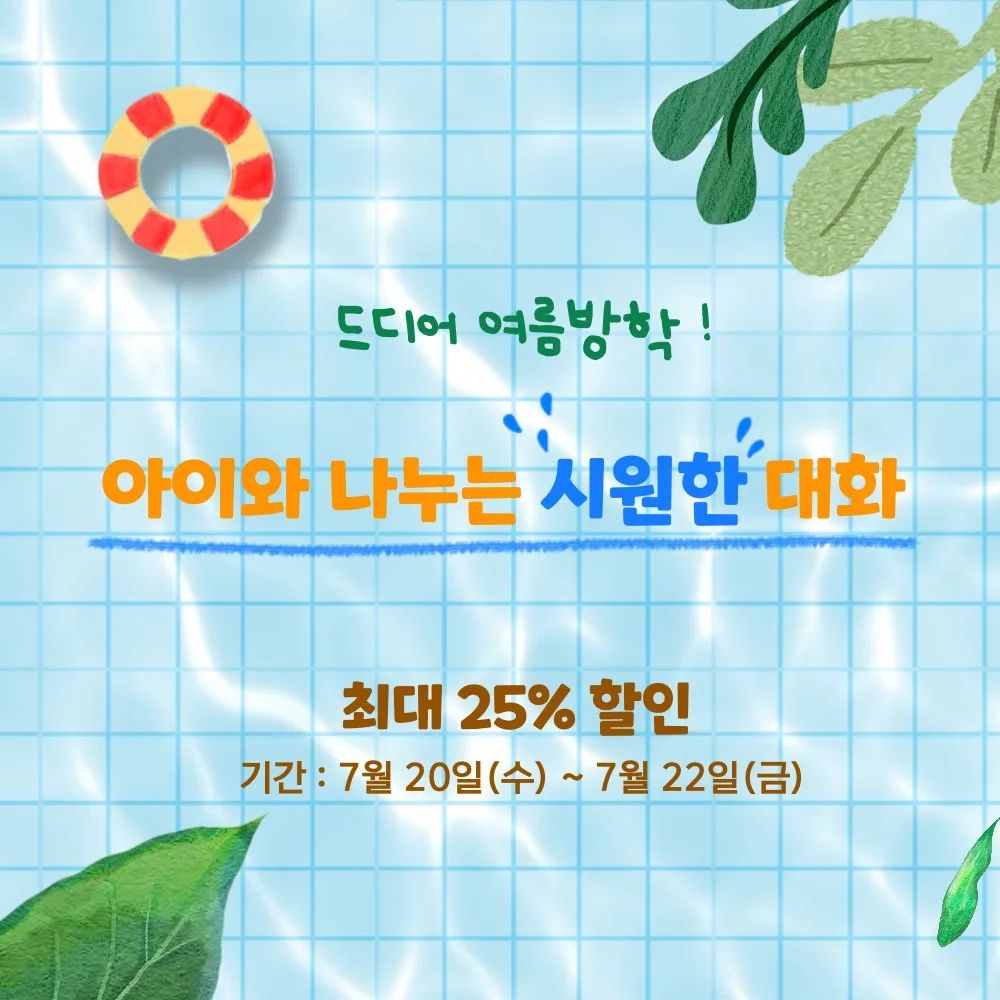 드디어 여름방학 !
아이와 나누는 시원한 대화
최대 25% 할인
기간 : 7월 20일(수) ~ 7월 22일(금)